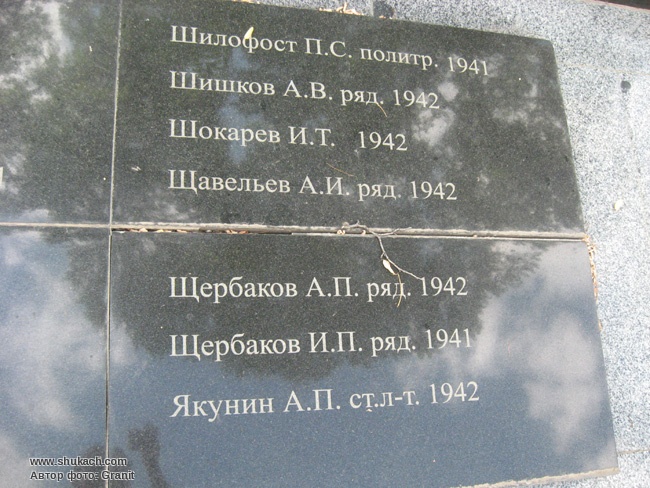 Шилофост П.С. политр. 1941
Шишков А.В. ряд. 1942
Шокарев И.Т. 1942
Щавельев А.И. ряд. 1942
Щербаков А.П. ряд. 1942
Щербаков И.П. ряд. 1941
Якунин А.П. ст.л-т. 1942
www.shukach.com
Автор фото: Granit